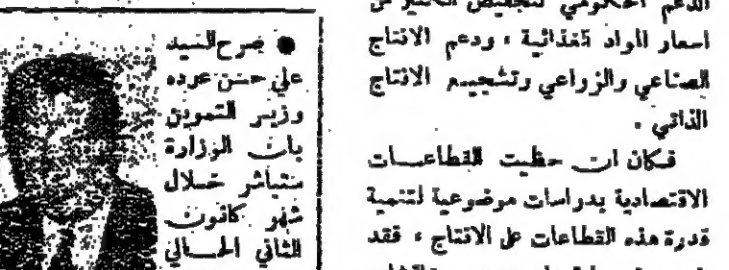 الدعم الحكومي لتخفيض الكثير من
اسعار المواد الغذائية ، ودعم الانتاج
الصناعي والزراعي وتشجيع الانتاج
الذاتي .
فكان ان حظيت القطاعات
الاقتصادية بدراسات موضوعية لتنمية
قدرة هذه القطاعات على الانتاج ، فقد
● صرح السيد
علي حسن عوده
وزير التموين
بان الوزارة
ستباشر خلال
شهر كانون
الثاني الحالي